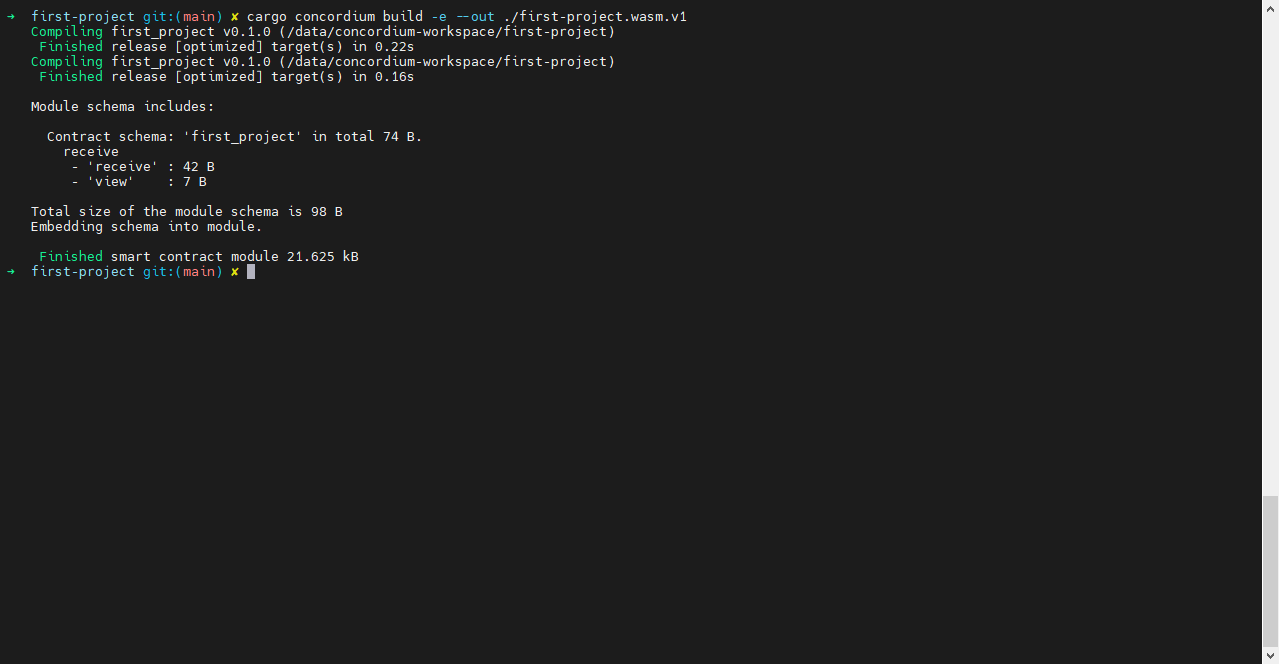 ➜  first-project git:(main) ✘ cargo concordium build -e --out ./first-project.wasm.v1
   Compiling first_project v0.1.0 (/data/concordium-workspace/first-project)
    Finished release [optimized] target(s) in 0.22s
   Compiling first_project v0.1.0 (/data/concordium-workspace/first-project)
    Finished release [optimized] target(s) in 0.16s

   Module schema includes:

     Contract schema: 'first_project' in total 74 B.
       receive
        - 'receive' : 42 B
        - 'view'    : 7 B

   Total size of the module schema is 98 B
   Embedding schema into module.

    Finished smart contract module 21.625 kB
➜  first-project git:(main) ✘